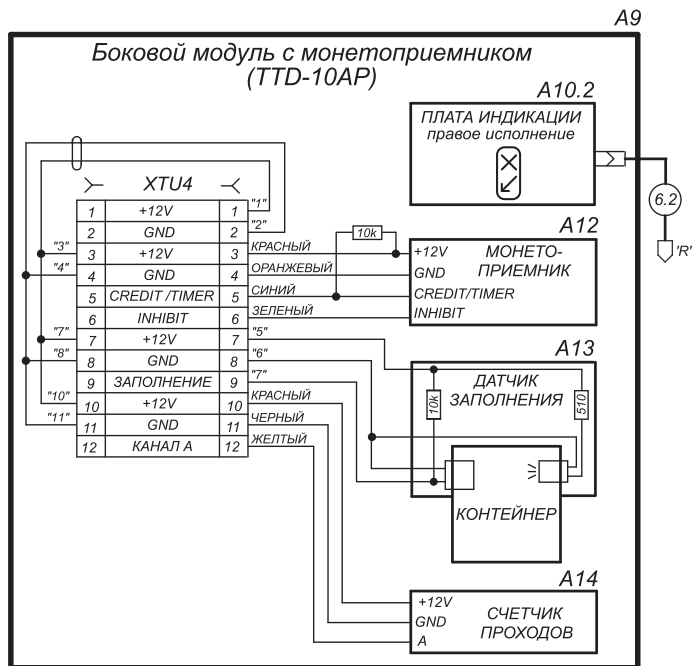 A9
Боковой модуль с монетоприемником
(TTD-10AP)
A10.2
ПЛАТА ИНДИКАЦИИ
правое исполнение
6.2
'R'
XTU4
1 +12V 1 "1"
2 GND 2 "2"
"3" 3 +12V 3 КРАСНЫЙ
"4" 4 GND 4 ОРАНЖЕВЫЙ
5 CREDIT /TIMER 5 СИНИЙ
6 INHIBIT 6 ЗЕЛЕНЫЙ
"7" 7 +12V 7 "5"
"8" 8 GND 8 "6"
9 ЗАПОЛНЕНИЕ 9 "7"
"10" 10 +12V 10 КРАСНЫЙ
"11" 11 GND 11 ЧЕРНЫЙ
12 КАНАЛ А 12 ЖЕЛТЫЙ
10k
A12
+12V
GND
CREDIT/TIMER
INHIBIT
МОНЕТО-
ПРИЕМНИК
A13
ДАТЧИК
ЗАПОЛНЕНИЯ
10k
510
КОНТЕЙНЕР
A14
+12V
GND
A
СЧЕТЧИК
ПРОХОДОВ